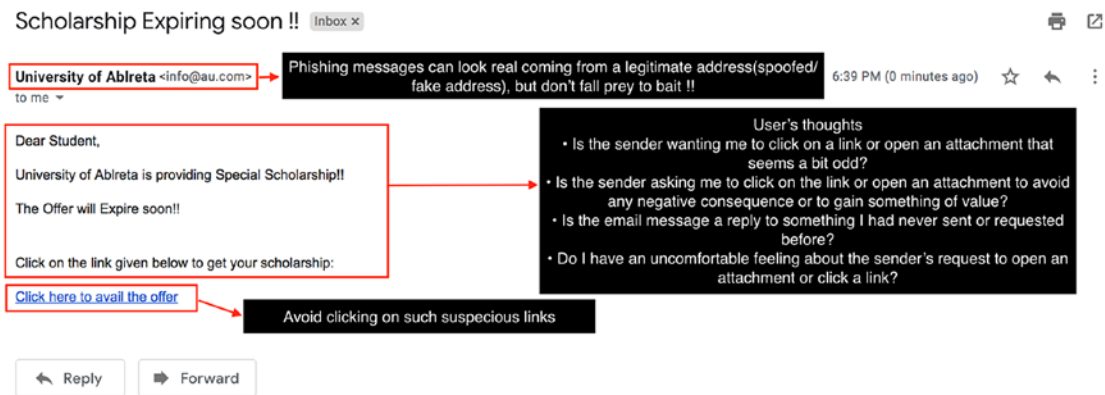 Scholarship Expiring soon !! Inbox ×
University of Ablreta <info@au.com>
Phishing messages can look real coming from a legitimate address(spoofed/
fake address), but don't fall prey to bait !!
6:39 PM (0 minutes ago)
to me
Dear Student,
University of Ablreta is providing Special Scholarship!!
The Offer will Expire soon!!
Click on the link given below to get your scholarship:
Click here to avail the offer
User's thoughts
• Is the sender wanting me to click on a link or open an attachment that
seems a bit odd?
• Is the sender asking me to click on the link or open an attachment to avoid
any negative consequence or to gain something of value?
• Is the email message a reply to something I had never sent or requested
before?
• Do I have an uncomfortable feeling about the sender's request to open an
attachment or click a link?
Avoid clicking on such suspecious links
Reply
Forward